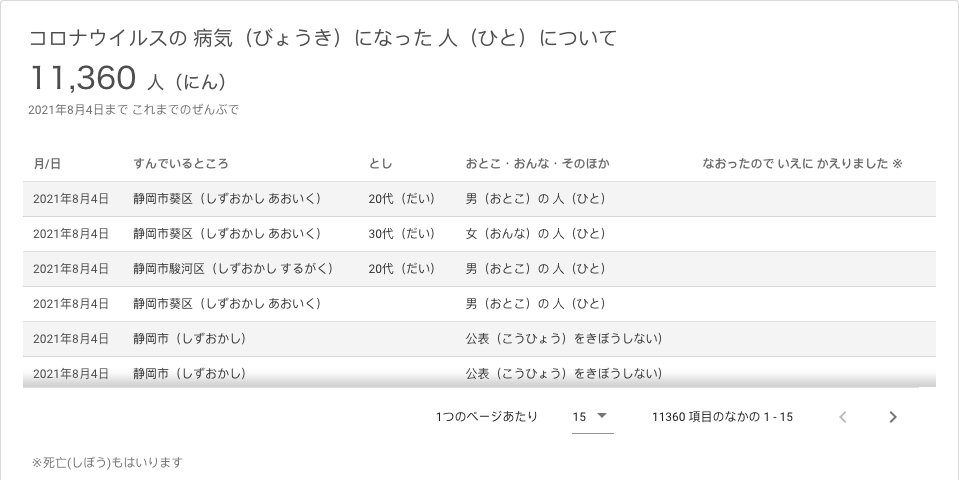 コロナウイルスの 病気（びょうき）になった 人（ひと）について
11,360 人（にん）
2021年8月4日まで これまでのぜんぶで
月/日 すんでいるところ とし おとこ・おんな・そのほか なおったので いえに かえりました ※
2021年8月4日 静岡市葵区（しずおかし あおいく） 20代（だい） 男（おとこ）の 人（ひと）
2021年8月4日 静岡市葵区（しずおかし あおいく） 30代（だい） 女（おんな）の 人（ひと）
2021年8月4日 静岡市駿河区（しずおかし するがく） 20代（だい） 男（おとこ）の 人（ひと）
2021年8月4日 静岡市葵区（しずおかし あおいく） 男（おとこ）の 人（ひと）
2021年8月4日 静岡市（しずおかし） 公表（こうひょう）をきぼうしない）
2021年8月4日 静岡市（しずおかし） 公表（こうひょう）をきぼうしない）
1つのページあたり 15 11360 項目のなかの 1 - 15
※死亡(しぼう)もはいります